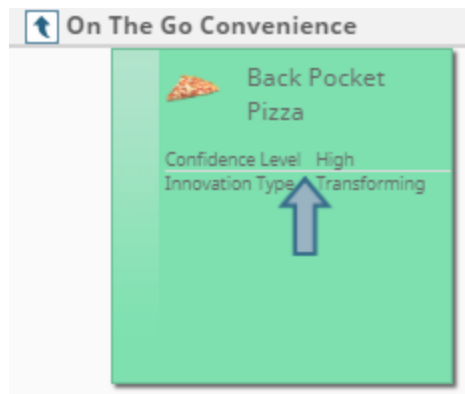 On The Go Convenience
Back Pocket
Pizza
Confidence Level High
Innovation Type Transforming